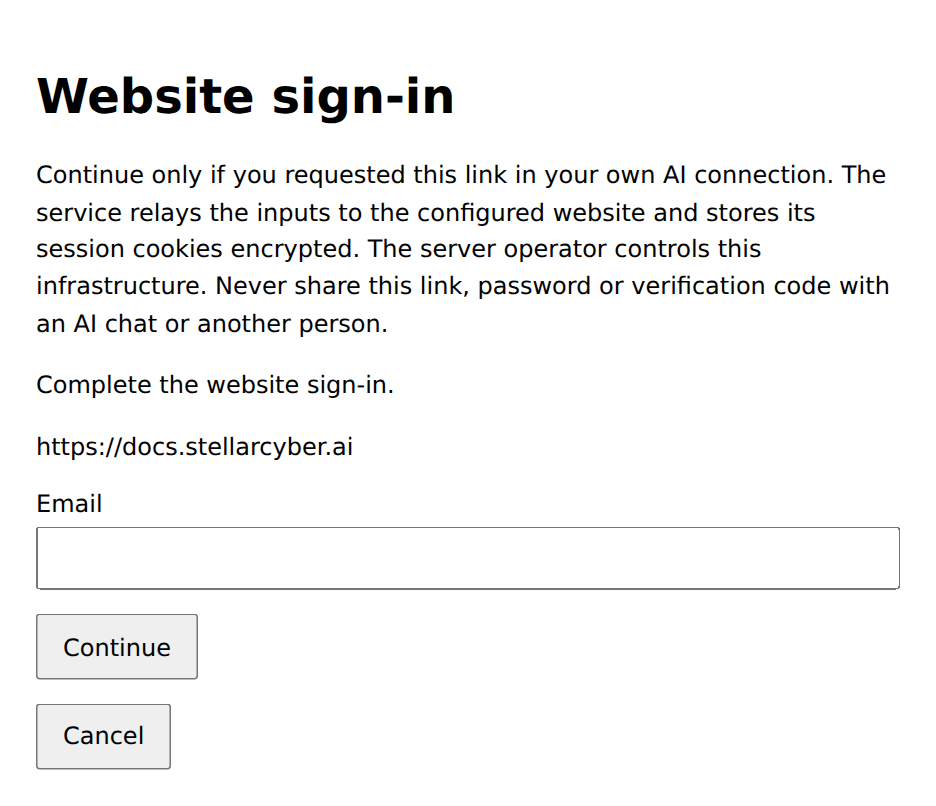 Website sign-in
Continue only if you requested this link in your own AI connection. The
service relays the inputs to the configured website and stores its
session cookies encrypted. The server operator controls this
infrastructure. Never share this link, password or verification code with
an AI chat or another person.
Complete the website sign-in.
https://docs.stellarcyber.ai
Email
Continue
Cancel